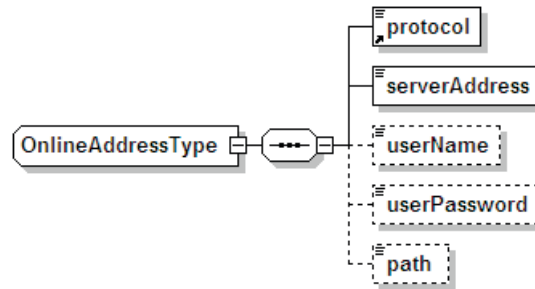 protocol
serverAddress
OnlineAddressType
userName
userPassword
path